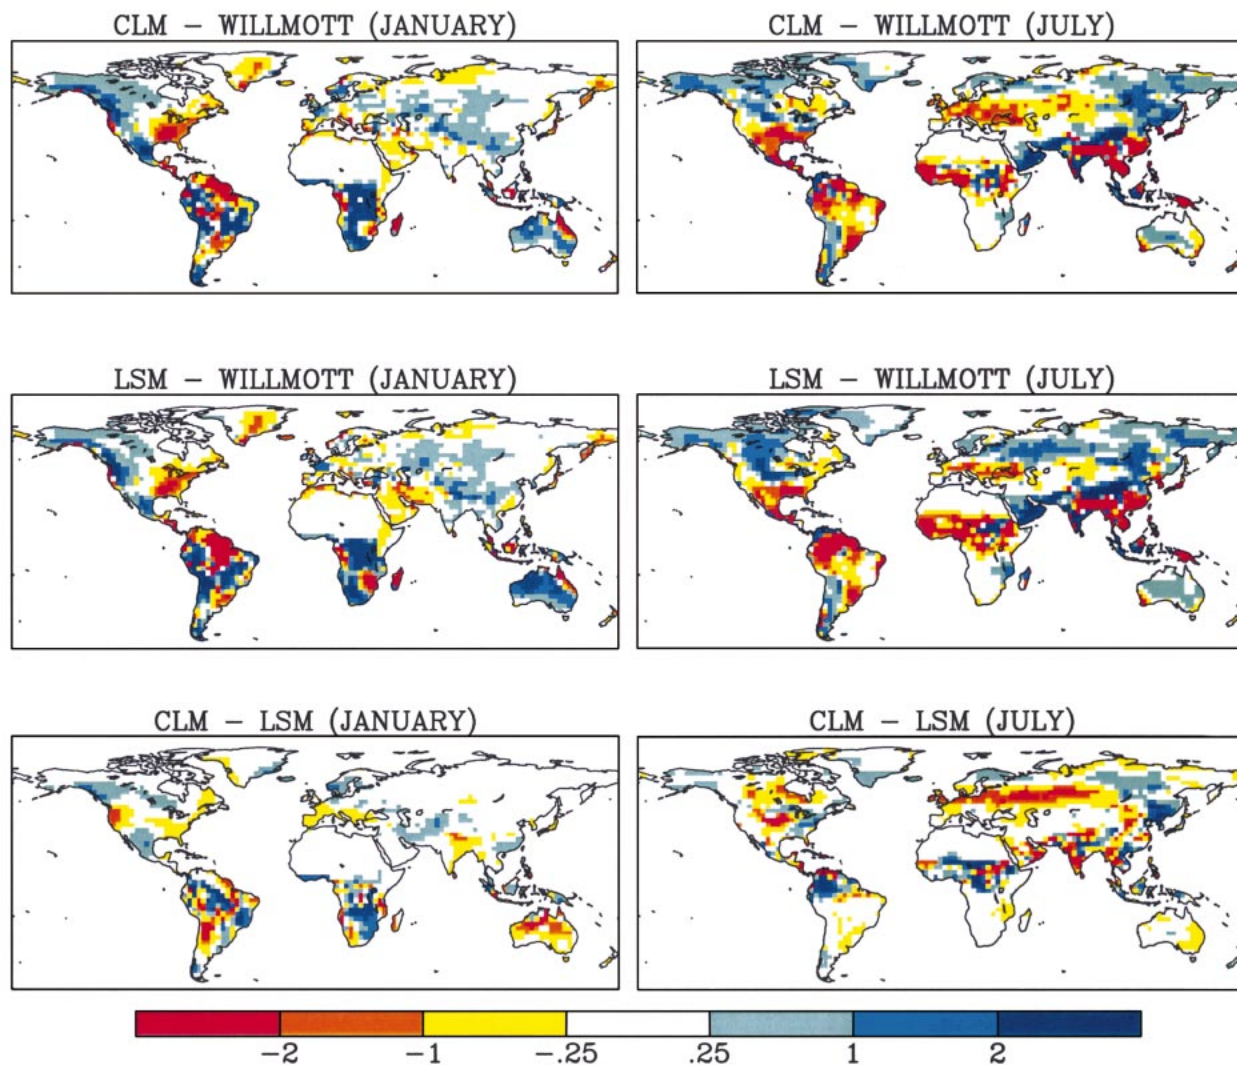 CLM – WILLMOTT (JANUARY)
CLM – WILLMOTT (JULY)
LSM – WILLMOTT (JANUARY)
LSM – WILLMOTT (JULY)
CLM – LSM (JANUARY)
CLM – LSM (JULY)
-2 -1 -.25 .25 1 2